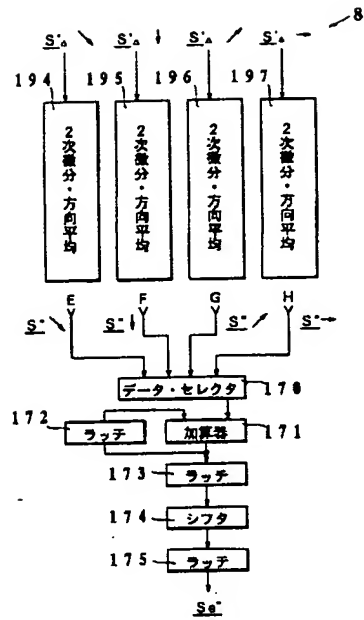 8
S'△ ↘ S'△ ↓ S'△ ↗ S'△ →
194 195 196 197
2次微分・方向平均
2次微分・方向平均
2次微分・方向平均
2次微分・方向平均
E F G H
S"↘ S"↓ S"↗ S"→
データ・セレクタ 170
172 ラッチ 加算器 171
173 ラッチ
174 シフタ
175 ラッチ
Se"